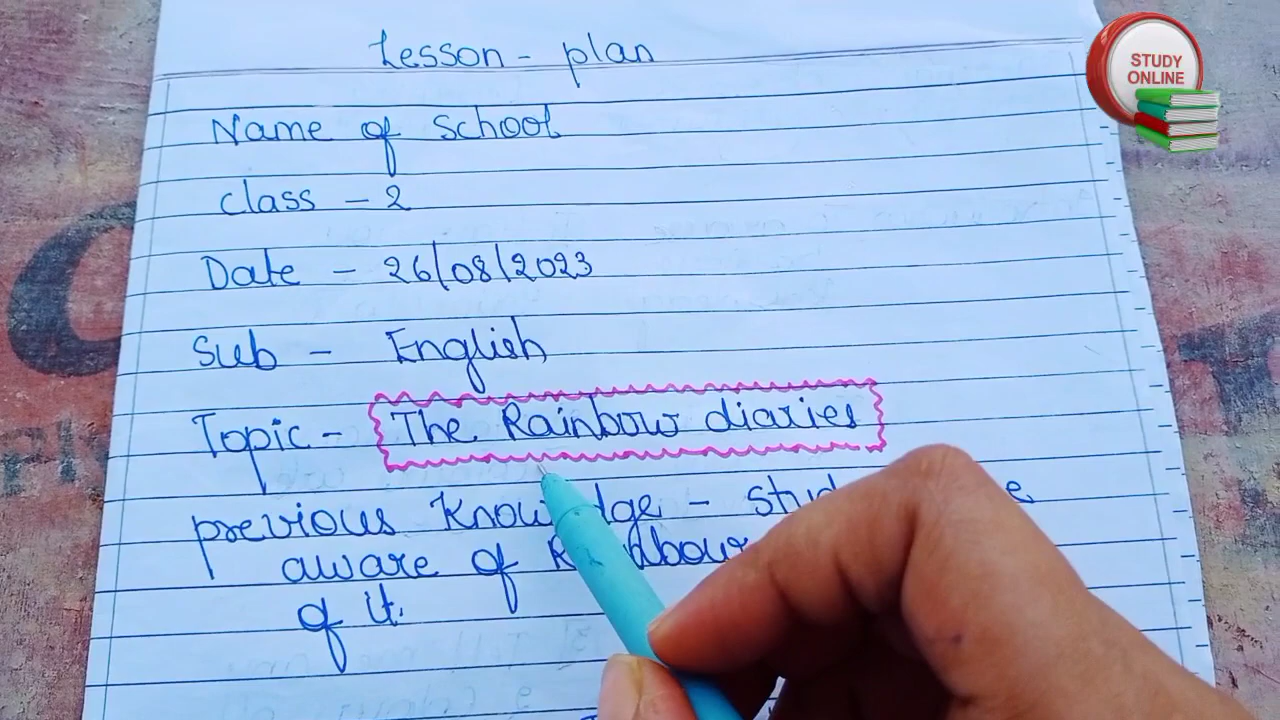 Lesson - plan
STUDY
ONLINE
Name of School
Class - 2
Date - 26/08/2023
Sub - English
Topic - The Rainbow diaries
previous Knowledge -
aware of Rainbow
of it.